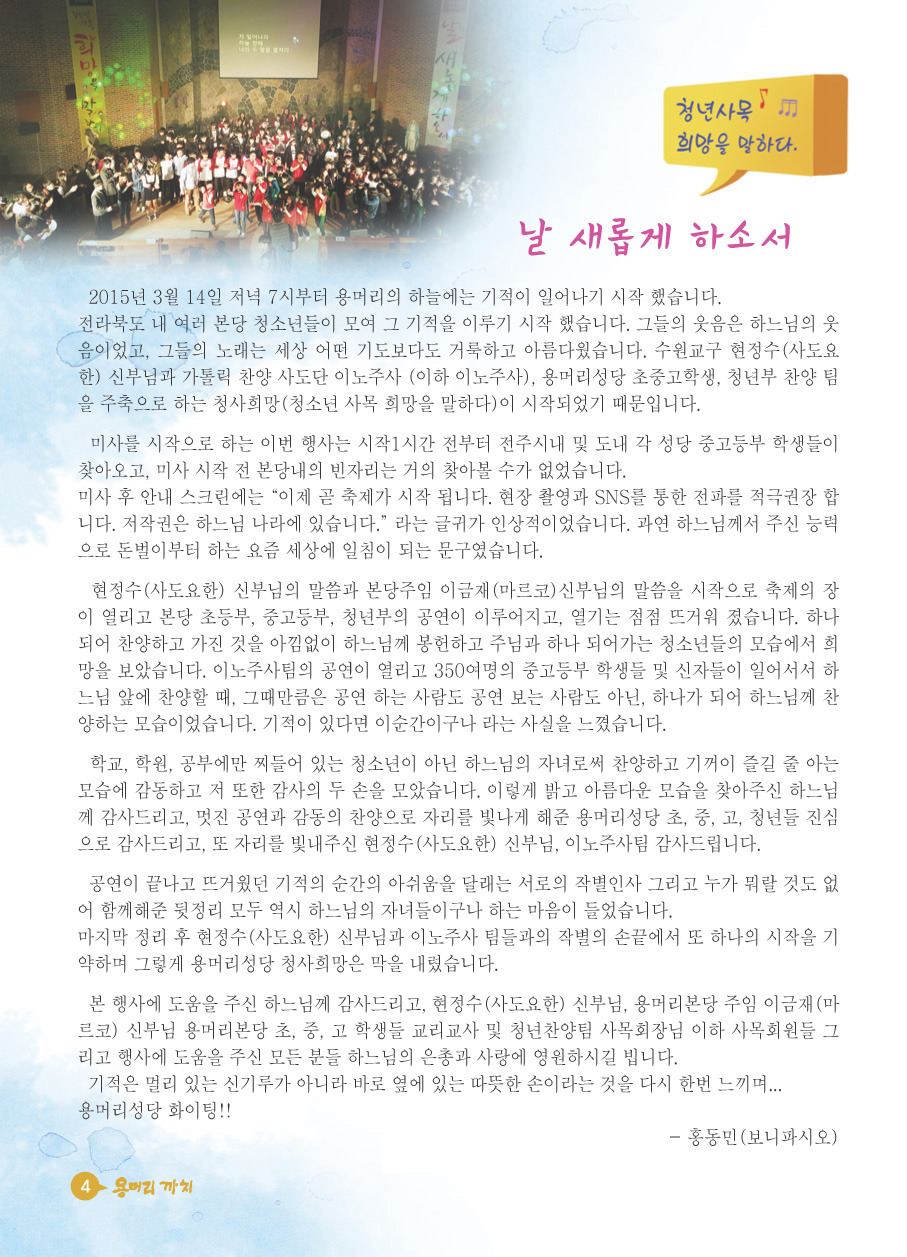 저 일어나라
희망을
날 새롭게 하소서
청년사목
희망을 말하다.
날 새롭게 하소서
2015년 3월 14일 저녁 7시부터 용머리의 하늘에는 기적이 일어나기 시작 했습니다.
전라북도 내 여러 본당 청소년들이 모여 그 기적을 이루기 시작 했습니다. 그들의 웃음은 하느님의 웃
음이었고, 그들의 노래는 세상 어떤 기도보다도 거룩하고 아름다웠습니다. 수원교구 현정수(사도요
한) 신부님과 가톨릭 찬양 사도단 이노주사 (이하 이노주사), 용머리성당 초중고학생, 청년부 찬양 팀
을 주축으로 하는 청사희망(청소년 사목 희망을 말하다)이 시작되었기 때문입니다.
미사를 시작으로 하는 이번 행사는 시작1시간 전부터 전주시내 및 도내 각 성당 중고등부 학생들이
찾아오고, 미사 시작 전 본당내의 빈자리는 거의 찾아볼 수가 없었습니다.
미사 후 안내 스크린에는 “이제 곧 축제가 시작 됩니다. 현장 촬영과 SNS를 통한 전파를 적극권장 합
니다. 저작권은 하느님 나라에 있습니다.” 라는 글귀가 인상적이었습니다. 과연 하느님께서 주신 능력
으로 돈벌이부터 하는 요즘 세상에 일침이 되는 문구였습니다.
현정수(사도요한) 신부님의 말씀과 본당주임 이금재(마르코)신부님의 말씀을 시작으로 축제의 장
이 열리고 본당 초등부, 중고등부, 청년부의 공연이 이루어지고, 열기는 점점 뜨거워 졌습니다. 하나
되어 찬양하고 가진 것을 아낌없이 하느님께 봉헌하고 주님과 하나 되어가는 청소년들의 모습에서 희
망을 보았습니다. 이노주사팀의 공연이 열리고 350여명의 중고등부 학생들 및 신자들이 일어서서 하
느님 앞에 찬양할 때, 그때만큼은 공연 하는 사람도 공연 보는 사람도 아닌, 하나가 되어 하느님께 찬
양하는 모습이었습니다. 기적이 있다면 이순간이구나 라는 사실을 느꼈습니다.
학교, 학원, 공부에만 찌들어 있는 청소년이 아닌 하느님의 자녀로써 찬양하고 기꺼이 즐길 줄 아는
모습에 감동하고 저 또한 감사의 두 손을 모았습니다. 이렇게 밝고 아름다운 모습을 찾아주신 하느님
께 감사드리고, 멋진 공연과 감동의 찬양으로 자리를 빛나게 해준 용머리성당 초, 중, 고, 청년들 진심
으로 감사드리고, 또 자리를 빛내주신 현정수(사도요한) 신부님, 이노주사팀 감사드립니다.
공연이 끝나고 뜨거웠던 기적의 순간의 아쉬움을 달래는 서로의 작별인사 그리고 누가 뭐랄 것도 없
어 함께해준 뒷정리 모두 역시 하느님의 자녀들이구나 하는 마음이 들었습니다.
마지막 정리 후 현정수(사도요한) 신부님과 이노주사 팀들과의 작별의 손끝에서 또 하나의 시작을 기
약하며 그렇게 용머리성당 청사희망은 막을 내렸습니다.
본 행사에 도움을 주신 하느님께 감사드리고, 현정수(사도요한) 신부님, 용머리본당 주임 이금재(마
르코) 신부님 용머리본당 초, 중, 고 학생들 교리교사 및 청년찬양팀 사목회장님 이하 사목회원들 그
리고 행사에 도움을 주신 모든 분들 하느님의 은총과 사랑에 영원하시길 빕니다.
기적은 멀리 있는 신기루가 아니라 바로 옆에 있는 따뜻한 손이라는 것을 다시 한번 느끼며...
용머리성당 화이팅!!
- 홍동민(보니파시오)
4 용머리 까치